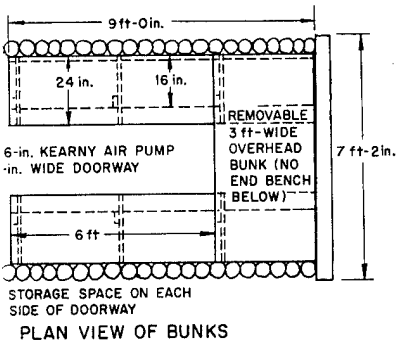 9 ft-0 in.
24 in.
16 in.
REMOVABLE
3 ft-WIDE
OVERHEAD
BUNK (NO
END BENCH
BELOW)
7 ft-2 in.
6-in. KEARNY AIR PUMP
-in. WIDE DOORWAY
6 ft
STORAGE SPACE ON EACH
SIDE OF DOORWAY
PLAN VIEW OF BUNKS